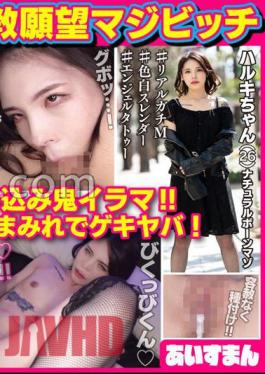 教願望マジビッチ
グボッ…!
ハルキちゃん(26)ナチュラルボーンマゾ
#リアルガチM
#色白スレンダー
#エンジェルタトゥー
込み鬼イラマ!!
まみれでゲキヤバ!
びくっびくん♡
容赦なく種付け!!
JAVHD
あいずまん